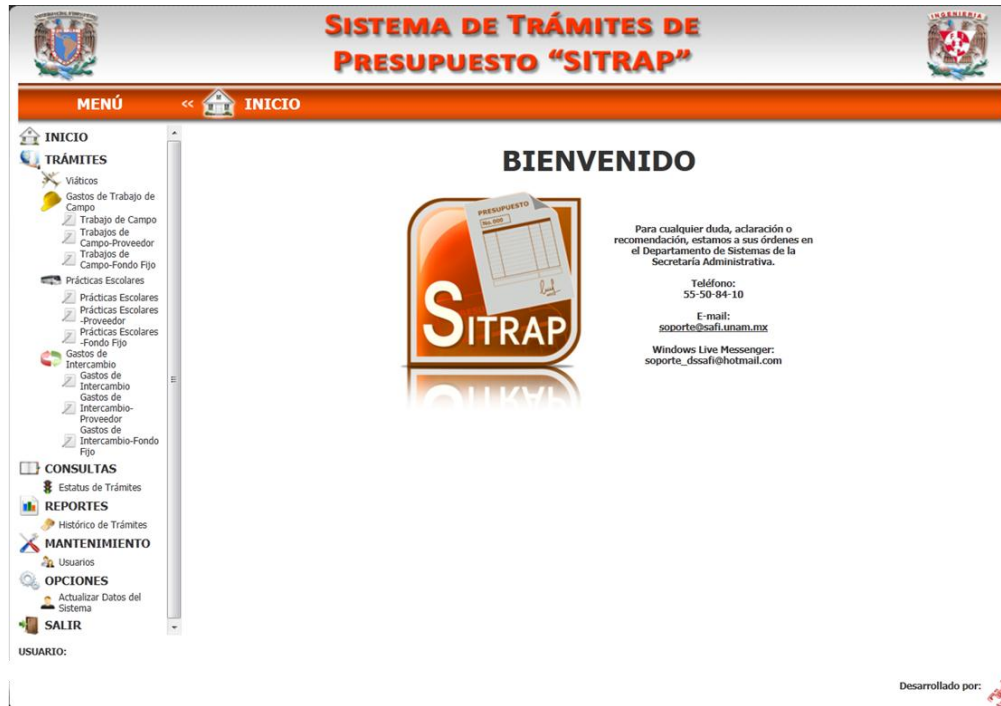 SISTEMA DE TRÁMITES DE
PRESUPUESTO “SITRAP”
INGENIERIA
MENÚ
<<
INICIO
INICIO
TRÁMITES
Viáticos
Gastos de Trabajo de
Campo
Trabajo de Campo
Trabajos de
Campo-Proveedor
Trabajos de
Campo-Fondo Fijo
Prácticas Escolares
Prácticas Escolares
Prácticas Escolares
-Proveedor
Prácticas Escolares
-Fondo Fijo
Gastos de
Intercambio
Gastos de
Intercambio
Gastos de
Intercambio-
Proveedor
Gastos de
Intercambio-Fondo
Fijo
CONSULTAS
Estatus de Trámites
REPORTES
Histórico de Trámites
MANTENIMIENTO
Usuarios
OPCIONES
Actualizar Datos del
Sistema
SALIR
USUARIO:
BIENVENIDO
PRESUPUESTO
No. 000
SITRAP
Para cualquier duda, aclaración o
recomendación, estamos a sus órdenes en
el Departamento de Sistemas de la
Secretaría Administrativa.
Teléfono:
55-50-84-10
E-mail:
soporte@safi.unam.mx
Windows Live Messenger:
soporte_dssafi@hotmail.com
Desarrollado por: